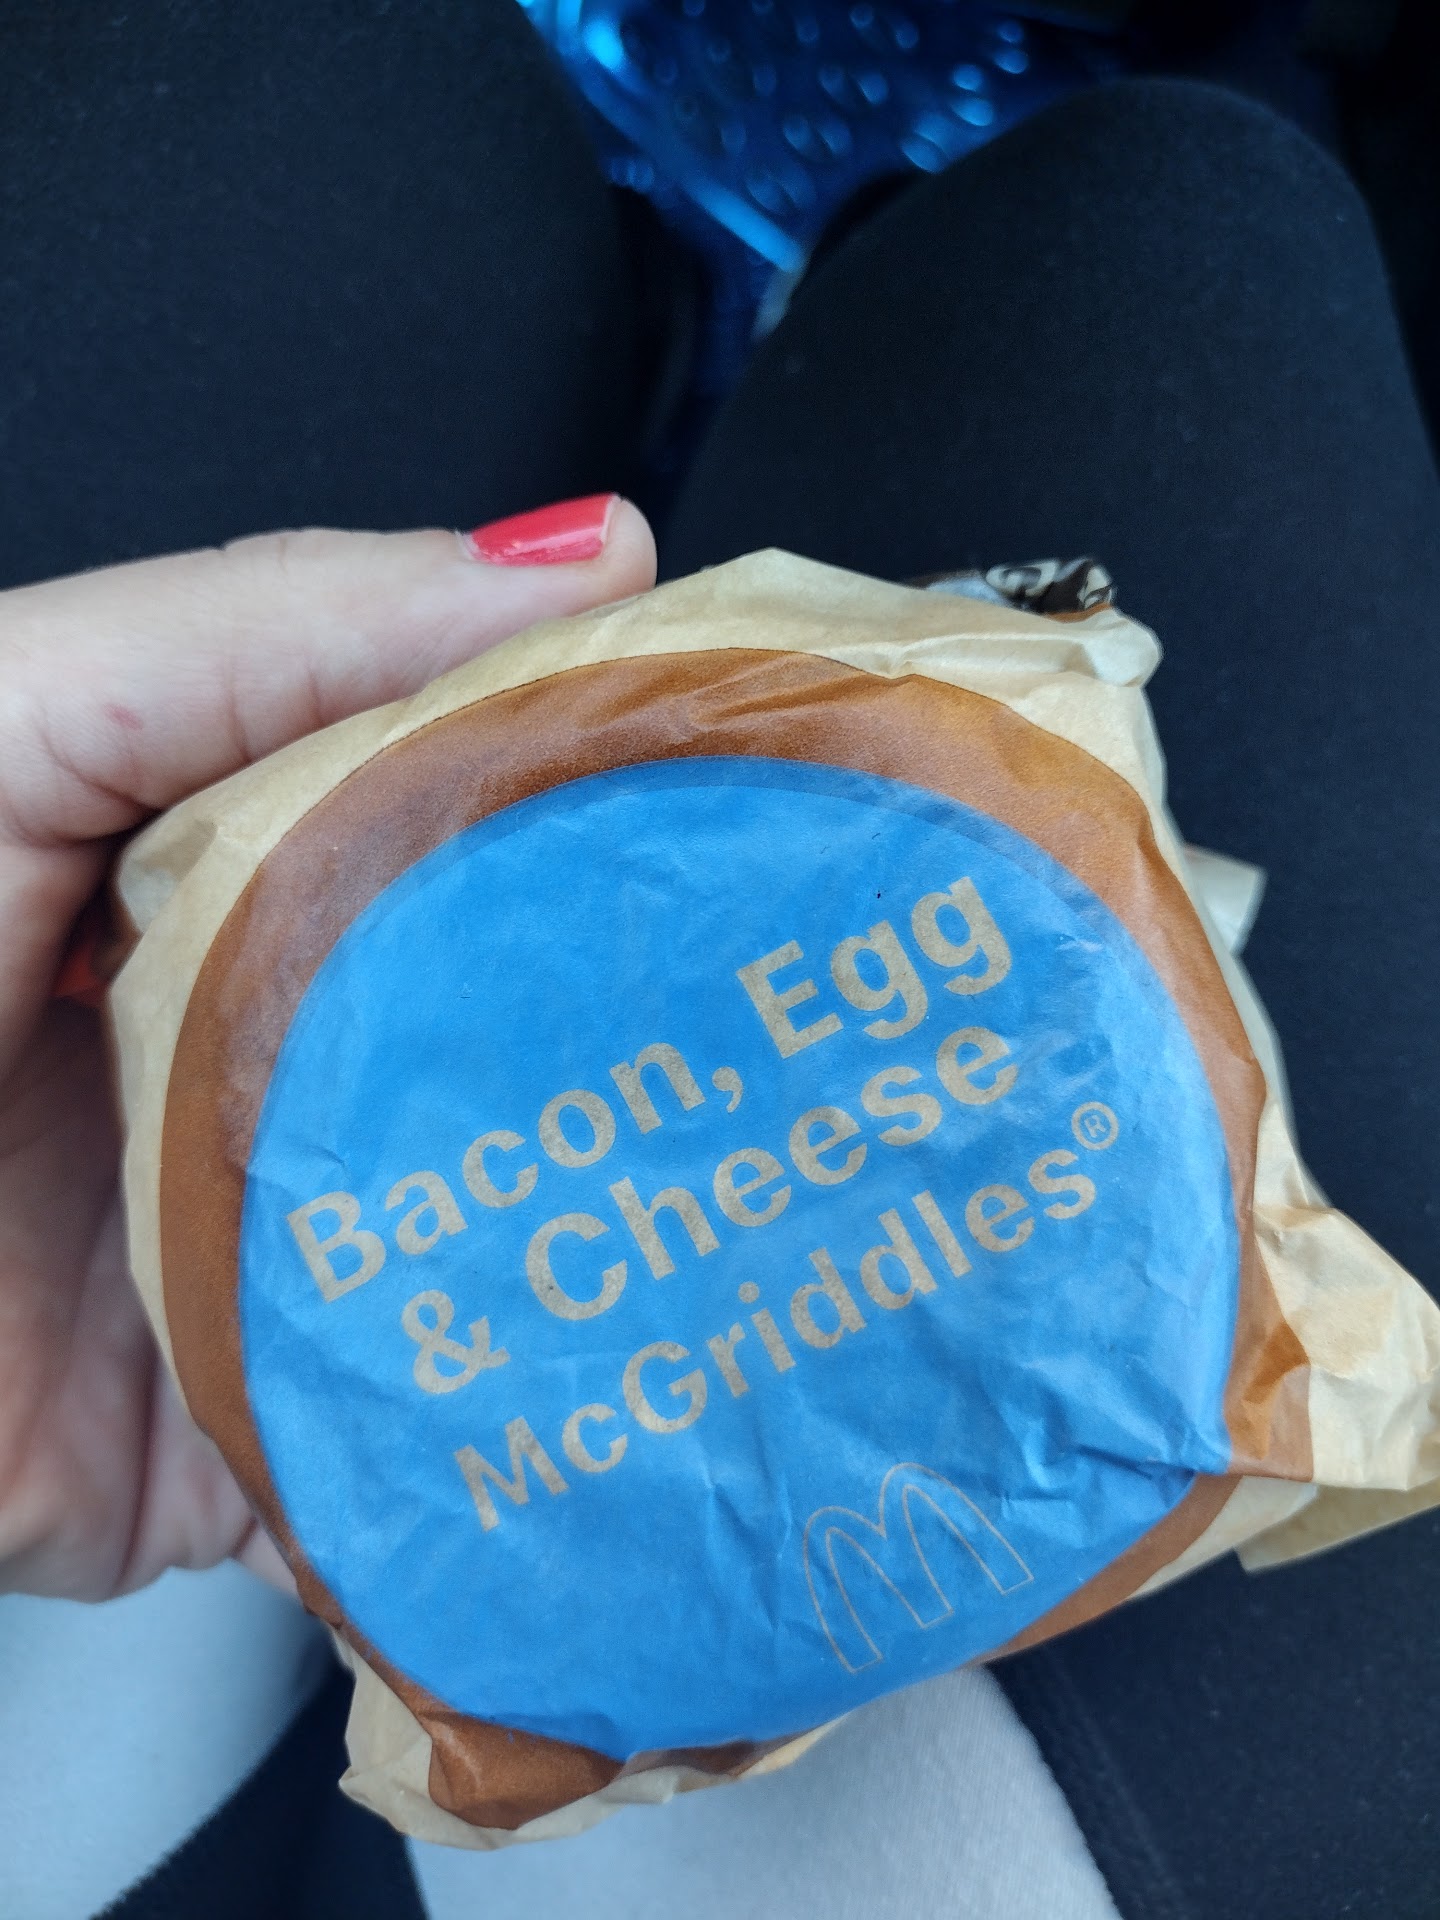 Bacon, Egg
& Cheese
McGriddles®